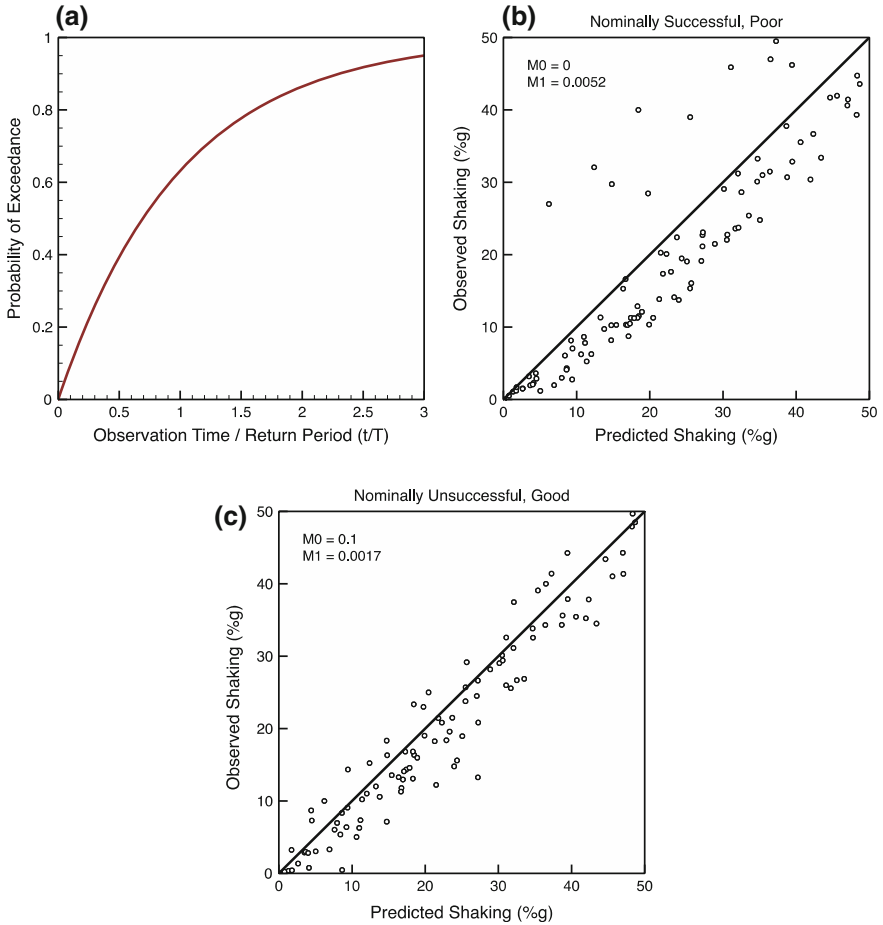 (a)
1
0.8
0.6
0.4
0.2
0
Probability of Exceedance
0
0.5
1
1.5
2
2.5
3
Observation Time / Return Period (t/T)
(b)
Nominally Successful, Poor
M0 = 0
M1 = 0.0052
50
40
30
20
10
0
Observed Shaking (%g)
0
10
20
30
40
50
Predicted Shaking (%g)
(c)
Nominally Unsuccessful, Good
M0 = 0.1
M1 = 0.0017
50
40
30
20
10
0
Observed Shaking (%g)
0
10
20
30
40
50
Predicted Shaking (%g)